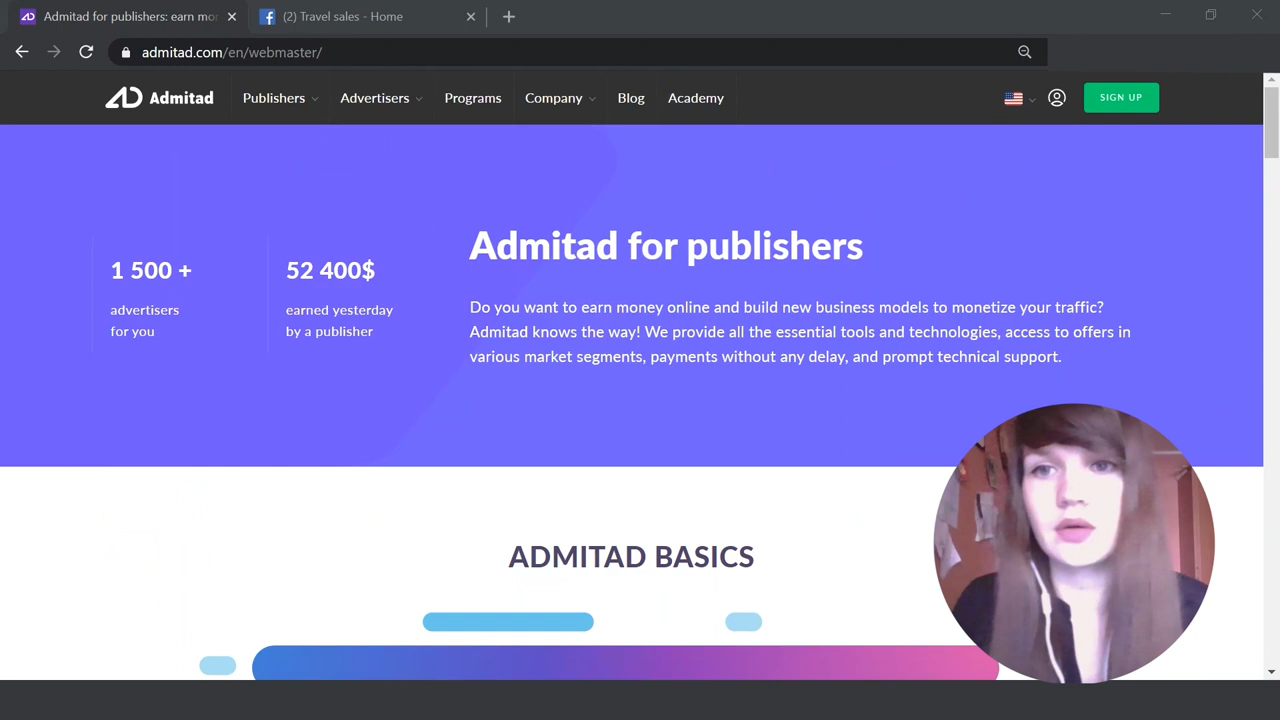 Admitad for publishers: earn mo
(2) Travel sales - Home
admitad.com/en/webmaster/
Admitad
Publishers
Advertisers
Programs
Company
Blog
Academy
SIGN UP
1 500 +
advertisers
for you
52 400$
earned yesterday
by a publisher
Admitad for publishers
Do you want to earn money online and build new business models to monetize your traffic?
Admitad knows the way! We provide all the essential tools and technologies, access to offers in
various market segments, payments without any delay, and prompt technical support.
ADMITAD BASICS